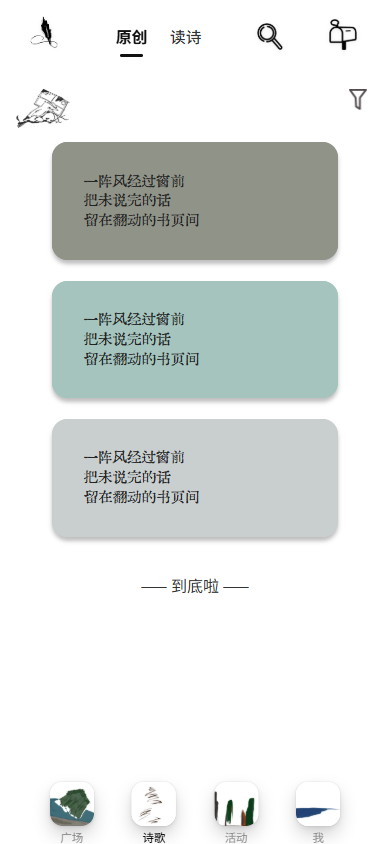 原创 读诗
一阵风经过窗前
把未说完的话
留在翻动的书页间
一阵风经过窗前
把未说完的话
留在翻动的书页间
一阵风经过窗前
把未说完的话
留在翻动的书页间
—— 到底啦 ——
广场 诗歌 活动 我